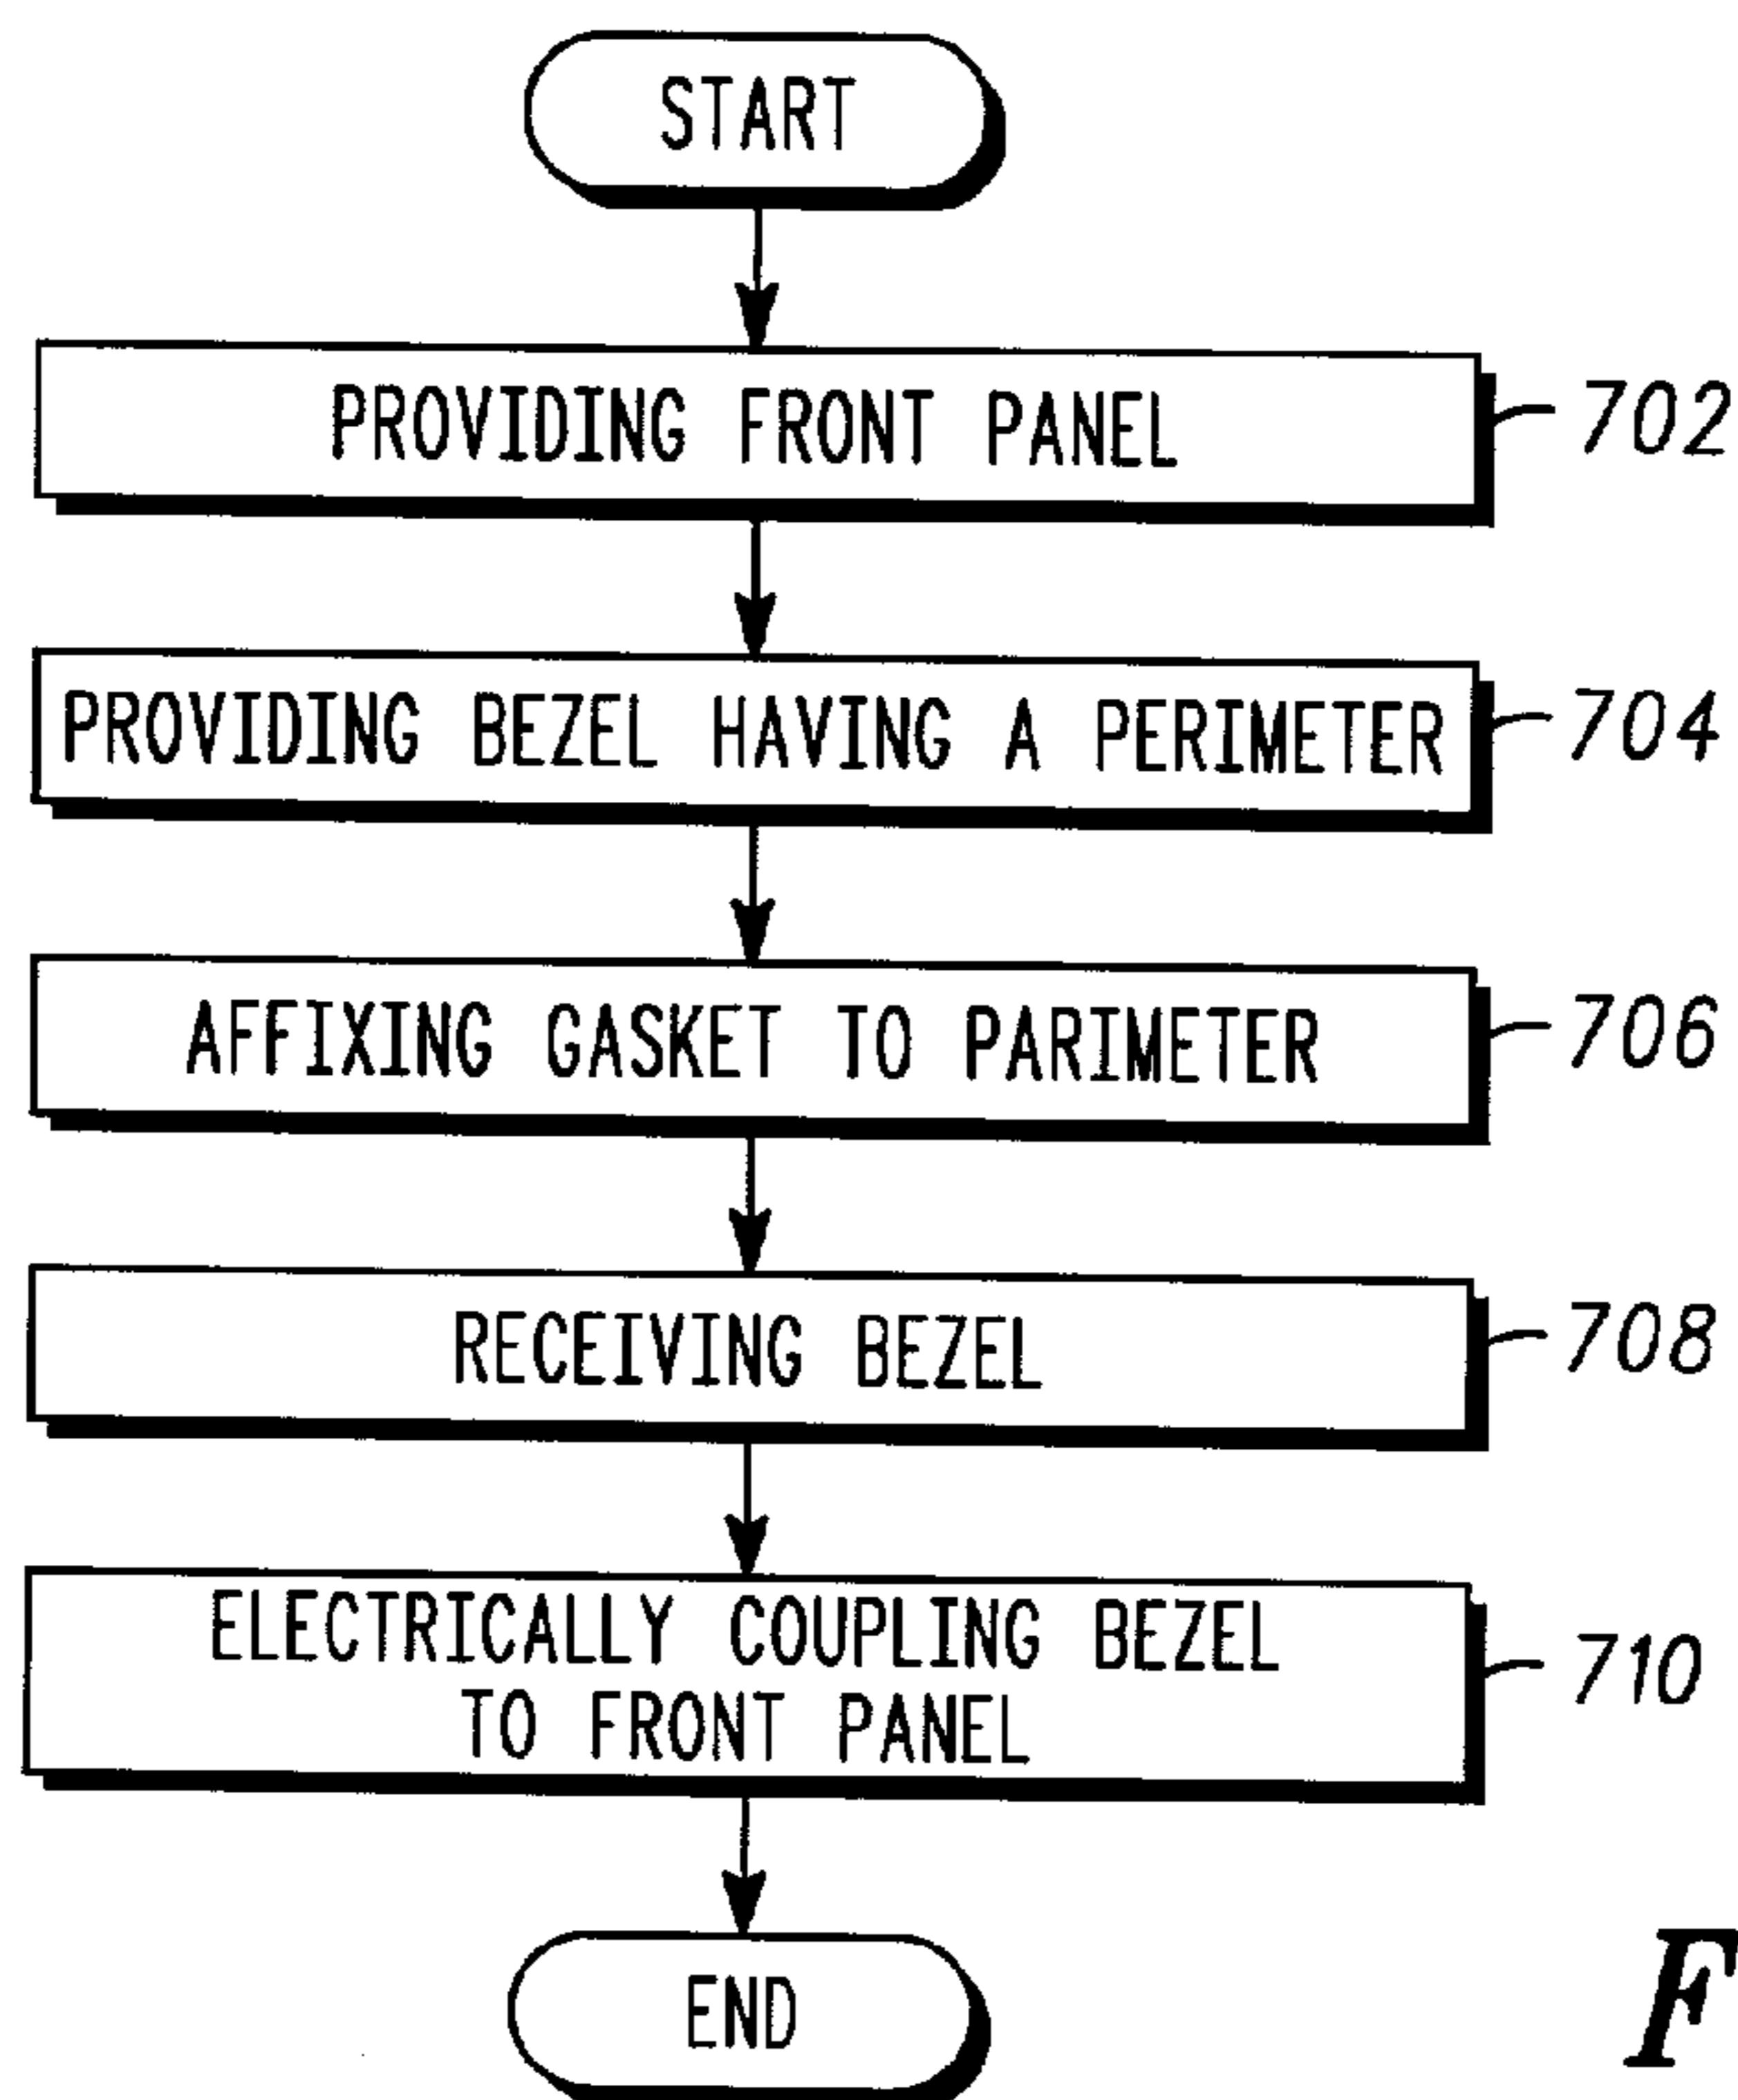 START
PROVIDING FRONT PANEL
702
PROVIDING BEZEL HAVING A PERIMETER
704
AFFIXING GASKET TO PARIMETER
706
RECEIVING BEZEL
708
ELECTRICALLY COUPLING BEZEL
TO FRONT PANEL
710
END
F